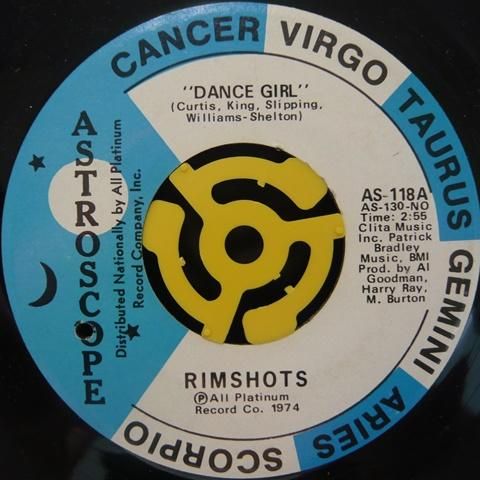 CANCER VIRGO TAURUS GEMINI ARIES SCORPIO
"DANCE GIRL"
(Curtis, King, Slipping,
Williams-Shelton)
ASTROSCOPE
Distributed Nationally by All Platinum
Record Company, Inc.
AS-118A
AS-130-NO
Time: 2:55
Clita Music
Inc. Patrick
Bradley
Music, BMI
Prod. by Al
Goodman,
Harry Ray,
M. Burton
RIMSHOTS
Ⓟ All Platinum
Record Co. 1974